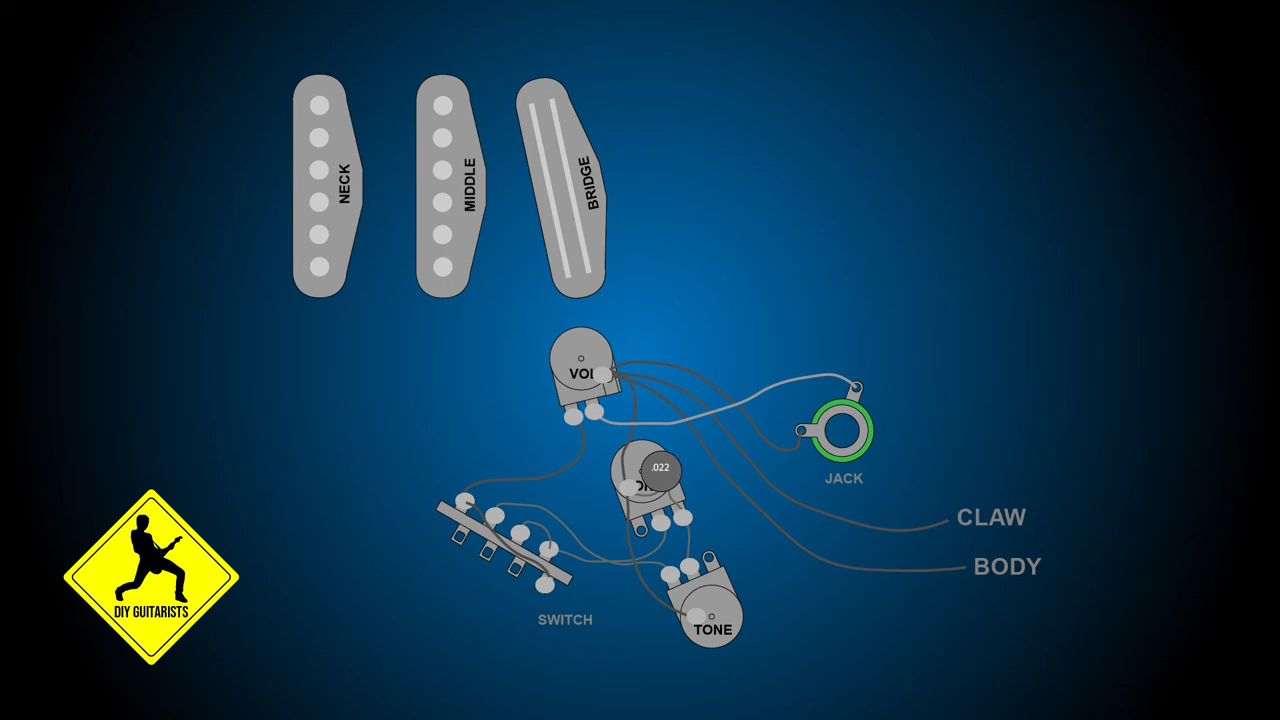 NECK
MIDDLE
BRIDGE
VOL
.022
JACK
CLAW
BODY
DIY GUITARISTS
SWITCH
TONE